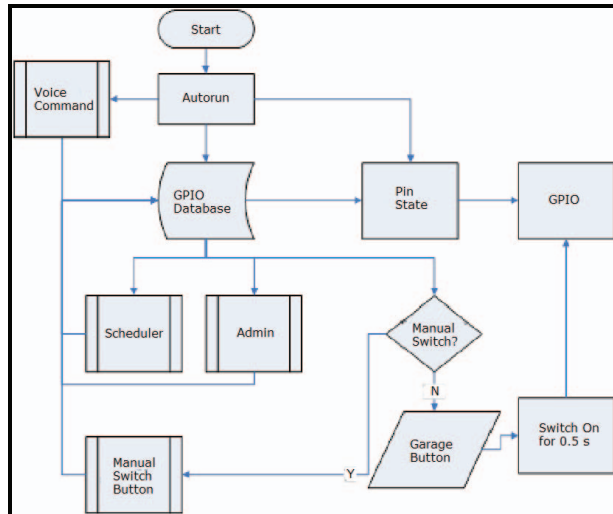 Start
Voice
Command
Autorun
GPIO
Database
Pin
State
GPIO
Scheduler
Admin
Manual
Switch?
N
Garage
Button
Switch On
for 0.5 s
Y
Manual
Switch
Button